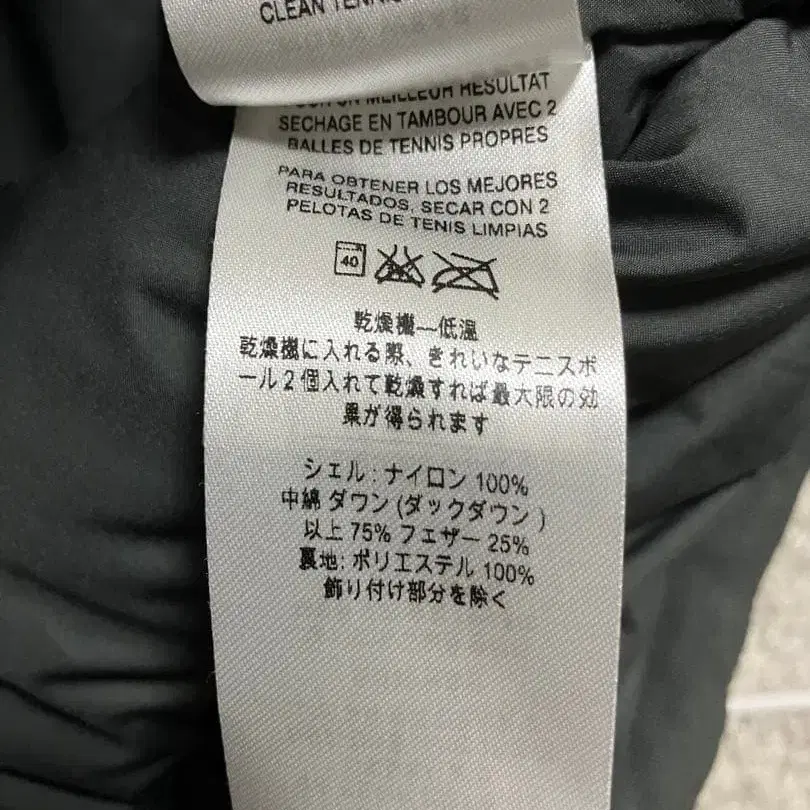 CLEAN TENNIS
MEILLEUR RESULTAT
SECHAGE EN TAMBOUR AVEC 2
BALLES DE TENNIS PROPRES
PARA OBTENER LOS MEJORES
RESULTADOS, SECAR CON 2
PELOTAS DE TENIS LIMPIAS
40
乾燥機—低温
乾燥機に入れる際、きれいなテニスボ
ール2個入れて乾燥すれば最大限の効
果が得られます
シェル:ナイロン 100%
中綿 ダウン (ダックダウン )
以上 75% フェザー 25%
裏地: ポリエステル 100%
飾り付け部分を除く